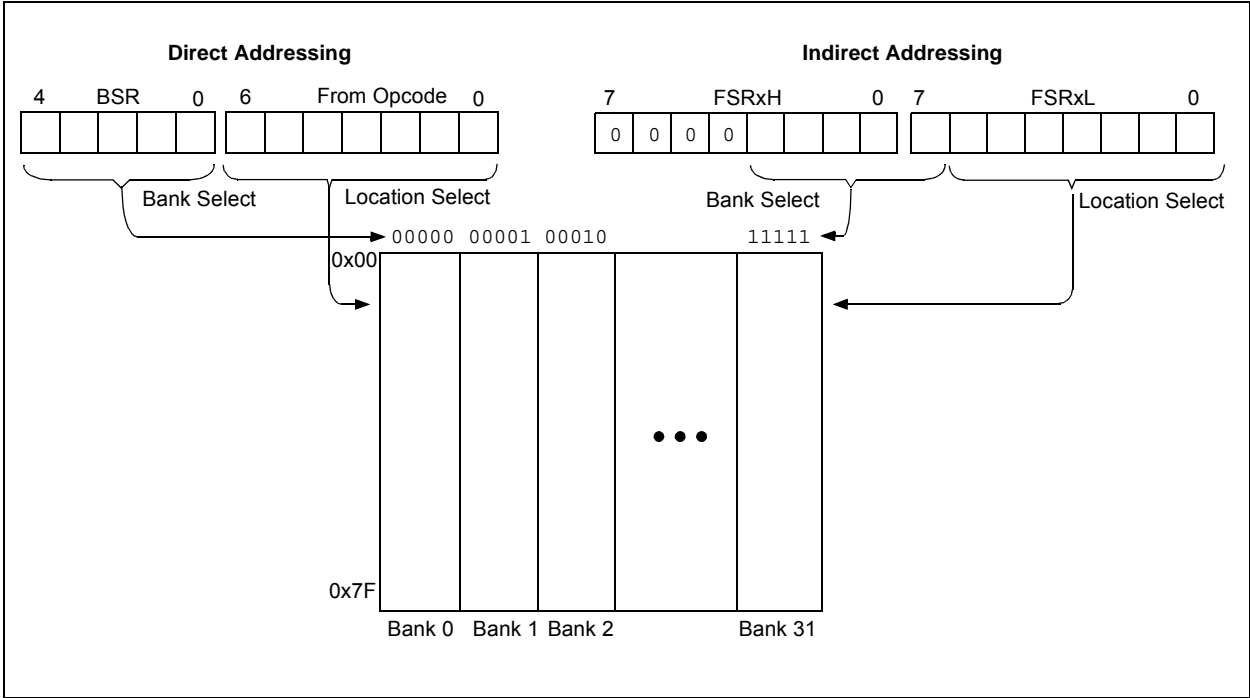 Direct Addressing
Indirect Addressing
4 BSR 0 6 From Opcode 0
7 FSRxH 0 7 FSRxL 0
0 0 0 0
Bank Select
Location Select
Bank Select
Location Select
00000 00001 00010 11111
0x00
0x7F
Bank 0 Bank 1 Bank 2 Bank 31